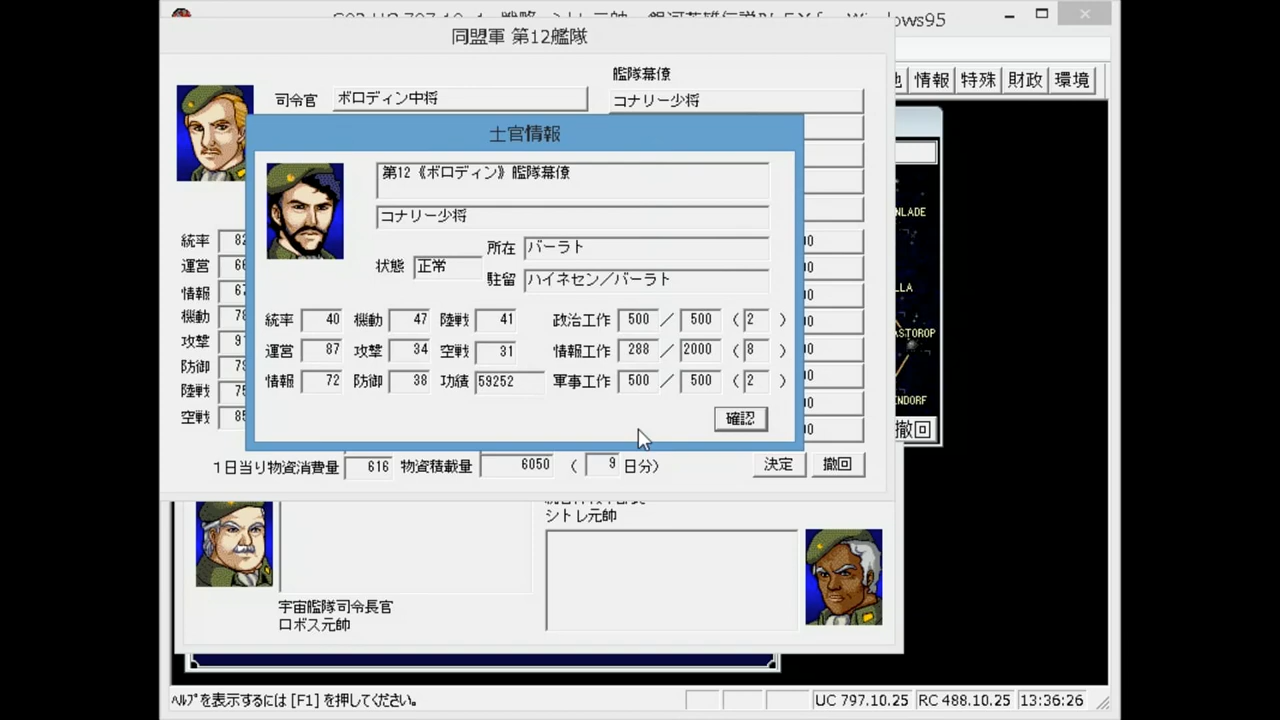 同盟軍 第12艦隊
情報 特殊 財政 環境
艦隊幕僚
司令官 ボロディン中将 コナリー少将
士官情報
第12《ボロディン》艦隊幕僚
コナリー少将
状態 正常 所在 バーラト
駐留 ハイネセン／バーラト
統率 40 機動 47 陸戦 41 政治工作 500 ／ 500 （ 2 ）
運営 87 攻撃 34 空戦 31 情報工作 288 ／ 2000 （ 8 ）
情報 72 防御 38 功績 59252 軍事工作 500 ／ 500 （ 2 ）
確認
統率
運営
情報
機動
攻撃
防御
陸戦
空戦
撤回
1日当り物資消費量 616 物資積載量 6050 （ 9 日分） 決定 撤回
シトレ元帥
宇宙艦隊司令長官
ロボス元帥
ﾍﾙﾌﾟを表示するには [F1] を押してください。 UC 797.10.25 RC 488.10.25 13:36:26